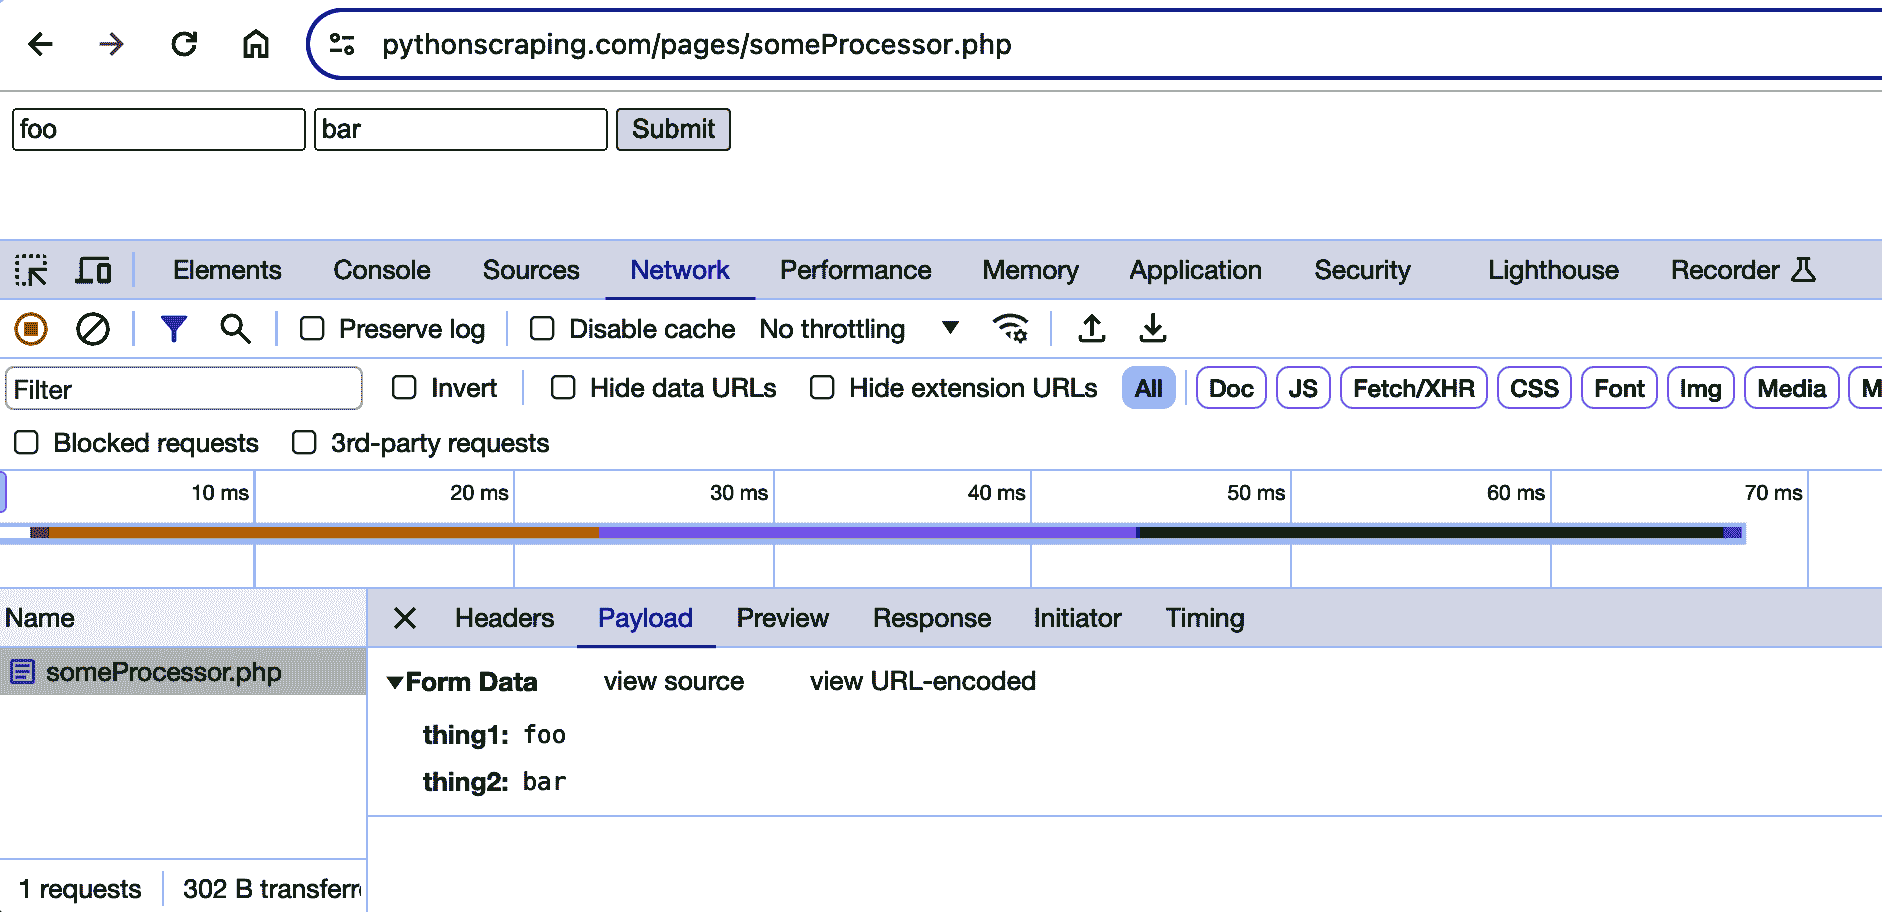 pythonscraping.com/pages/someProcessor.php
foo bar Submit
Elements Console Sources Network Performance Memory Application Security Lighthouse Recorder
Preserve log Disable cache No throttling
Filter Invert Hide data URLs Hide extension URLs All Doc JS Fetch/XHR CSS Font Img Media M
Blocked requests 3rd-party requests
10 ms 20 ms 30 ms 40 ms 50 ms 60 ms 70 ms
Name Headers Payload Preview Response Initiator Timing
someProcessor.php
▼Form Data view source view URL-encoded
thing1: foo
thing2: bar
1 requests 302 B transferr